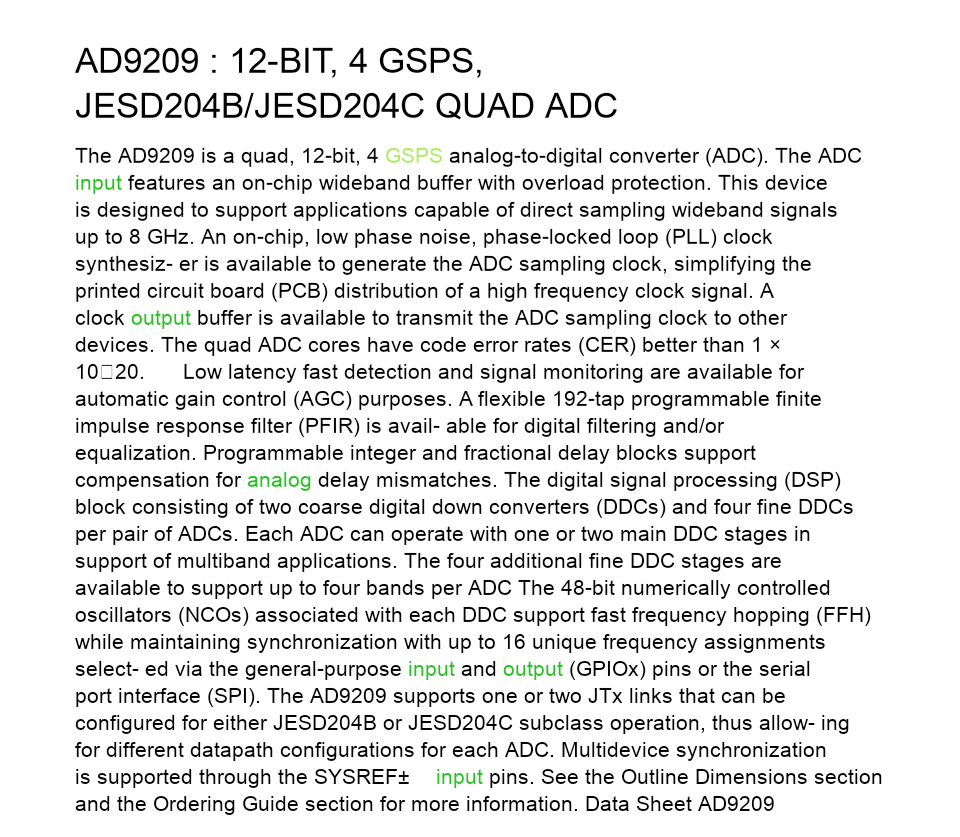 AD9209 : 12-BIT, 4 GSPS,
JESD204B/JESD204C QUAD ADC
The AD9209 is a quad, 12-bit, 4 GSPS analog-to-digital converter (ADC). The ADC
input features an on-chip wideband buffer with overload protection. This device
is designed to support applications capable of direct sampling wideband signals
up to 8 GHz. An on-chip, low phase noise, phase-locked loop (PLL) clock
synthesiz- er is available to generate the ADC sampling clock, simplifying the
printed circuit board (PCB) distribution of a high frequency clock signal. A
clock output buffer is available to transmit the ADC sampling clock to other
devices. The quad ADC cores have code error rates (CER) better than 1 ×
10□20. Low latency fast detection and signal monitoring are available for
automatic gain control (AGC) purposes. A flexible 192-tap programmable finite
impulse response filter (PFIR) is avail- able for digital filtering and/or
equalization. Programmable integer and fractional delay blocks support
compensation for analog delay mismatches. The digital signal processing (DSP)
block consisting of two coarse digital down converters (DDCs) and four fine DDCs
per pair of ADCs. Each ADC can operate with one or two main DDC stages in
support of multiband applications. The four additional fine DDC stages are
available to support up to four bands per ADC The 48-bit numerically controlled
oscillators (NCOs) associated with each DDC support fast frequency hopping (FFH)
while maintaining synchronization with up to 16 unique frequency assignments
select- ed via the general-purpose input and output (GPIOx) pins or the serial
port interface (SPI). The AD9209 supports one or two JTx links that can be
configured for either JESD204B or JESD204C subclass operation, thus allow- ing
for different datapath configurations for each ADC. Multidevice synchronization
is supported through the SYSREF± input pins. See the Outline Dimensions section
and the Ordering Guide section for more information. Data Sheet AD9209